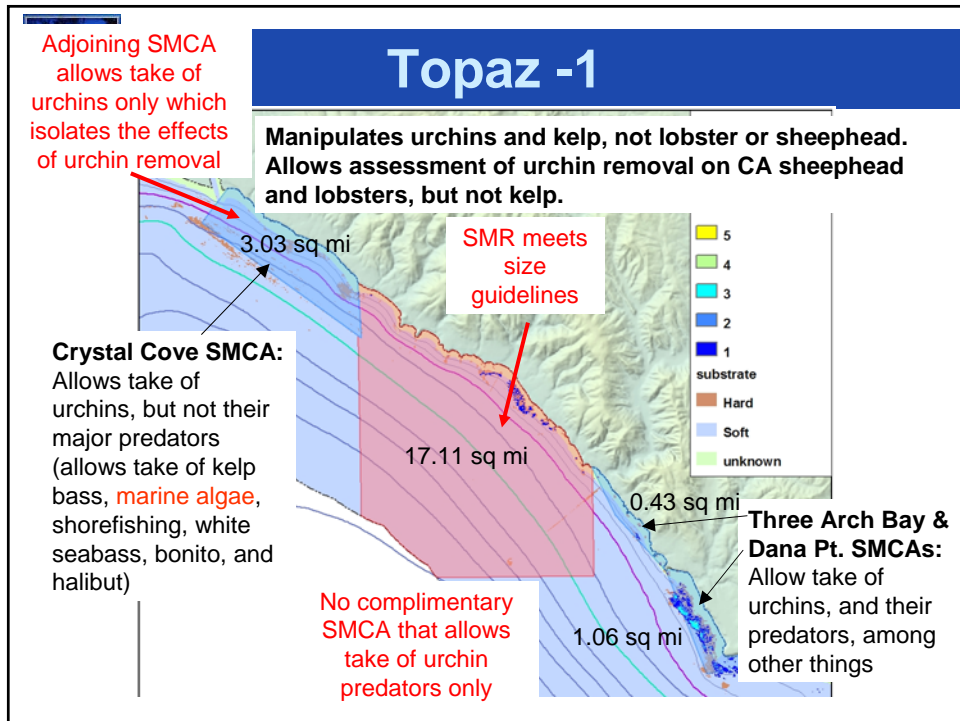 Topaz -1
Adjoining SMCA
allows take of
urchins only which
isolates the effects
of urchin removal
Manipulates urchins and kelp, not lobster or sheephead.
Allows assessment of urchin removal on CA sheephead
and lobsters, but not kelp.
3.03 sq mi
SMR meets
size
guidelines
5
4
3
2
1
substrate
Hard
Soft
unknown
Crystal Cove SMCA:
Allows take of
urchins, but not their
major predators
(allows take of kelp
bass, marine algae,
shorefishing, white
seabass, bonito, and
halibut)
17.11 sq mi
0.43 sq mi
Three Arch Bay &
Dana Pt. SMCAs:
Allow take of
urchins, and their
predators, among
other things
1.06 sq mi
No complimentary
SMCA that allows
take of urchin
predators only